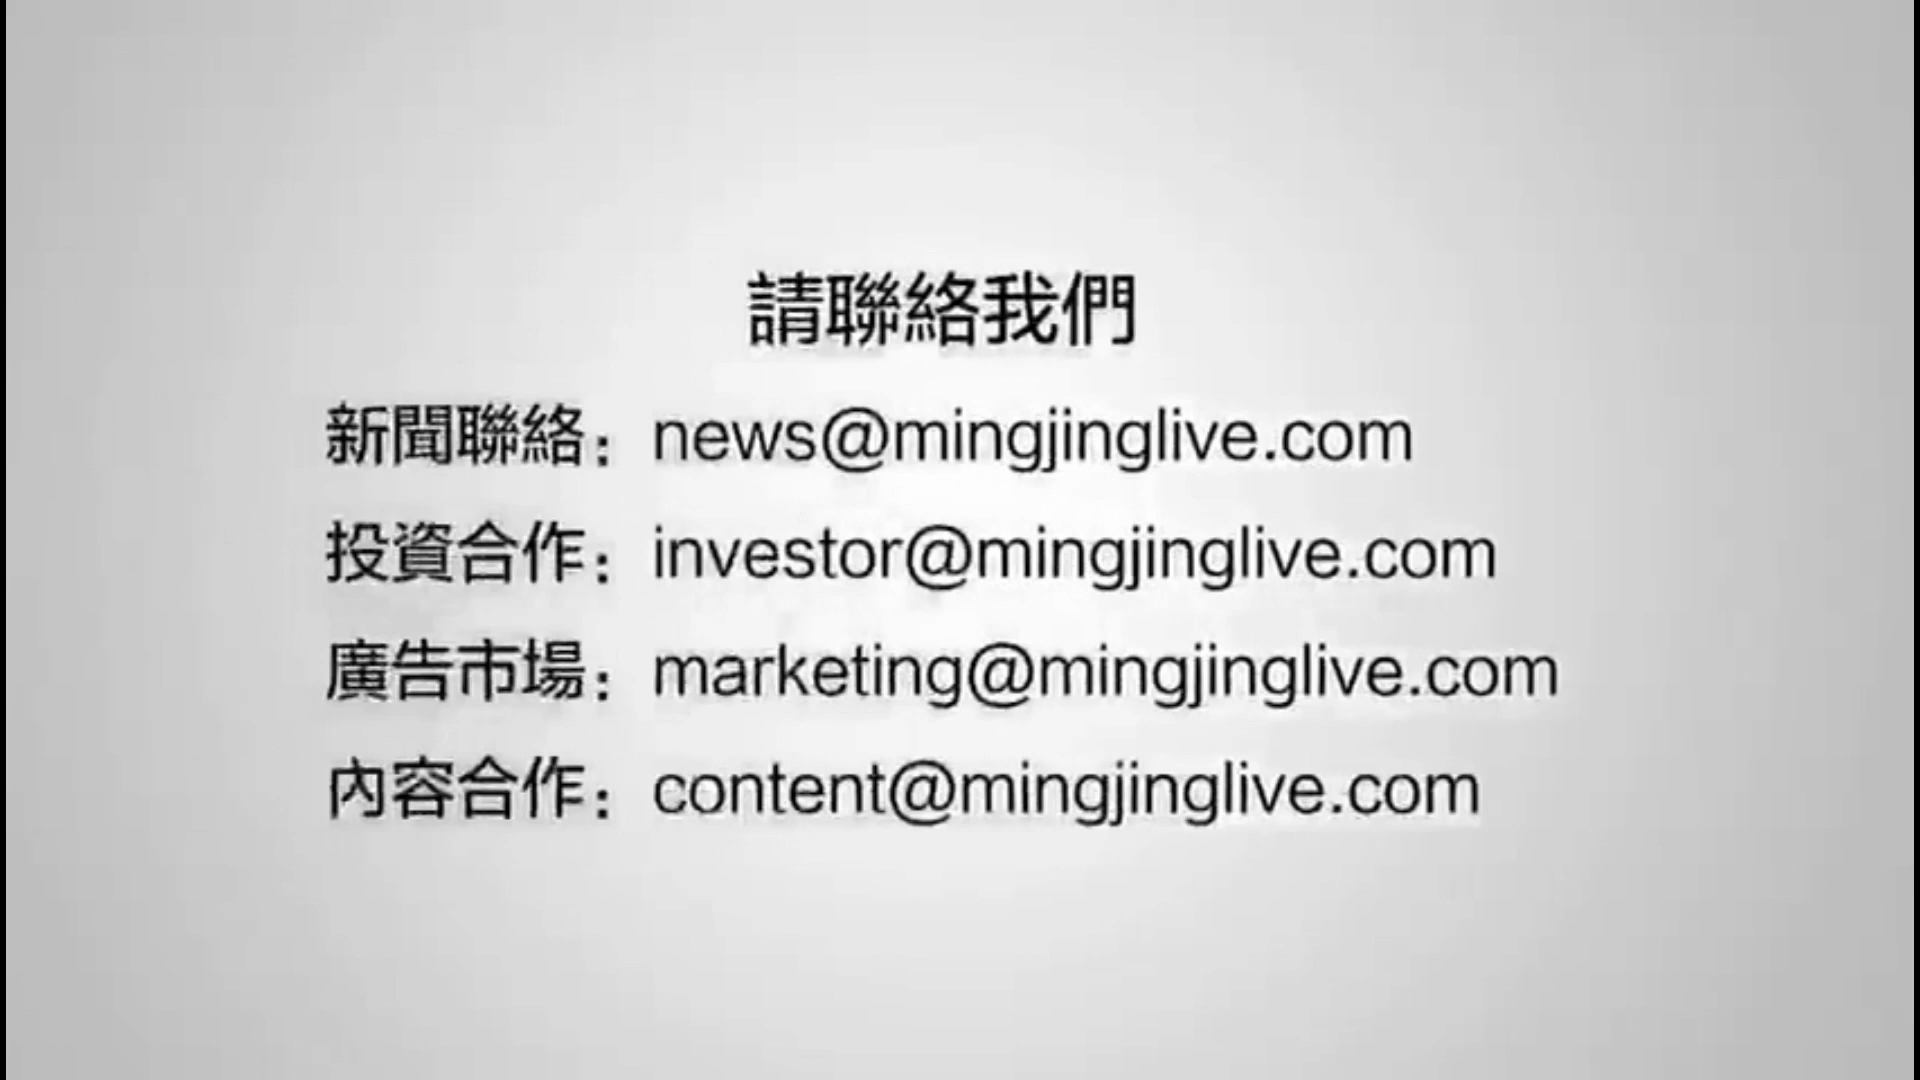 請聯絡我們
新聞聯絡：news@mingjinglive.com
投資合作：investor@mingjinglive.com
廣告市場：marketing@mingjinglive.com
內容合作：content@mingjinglive.com